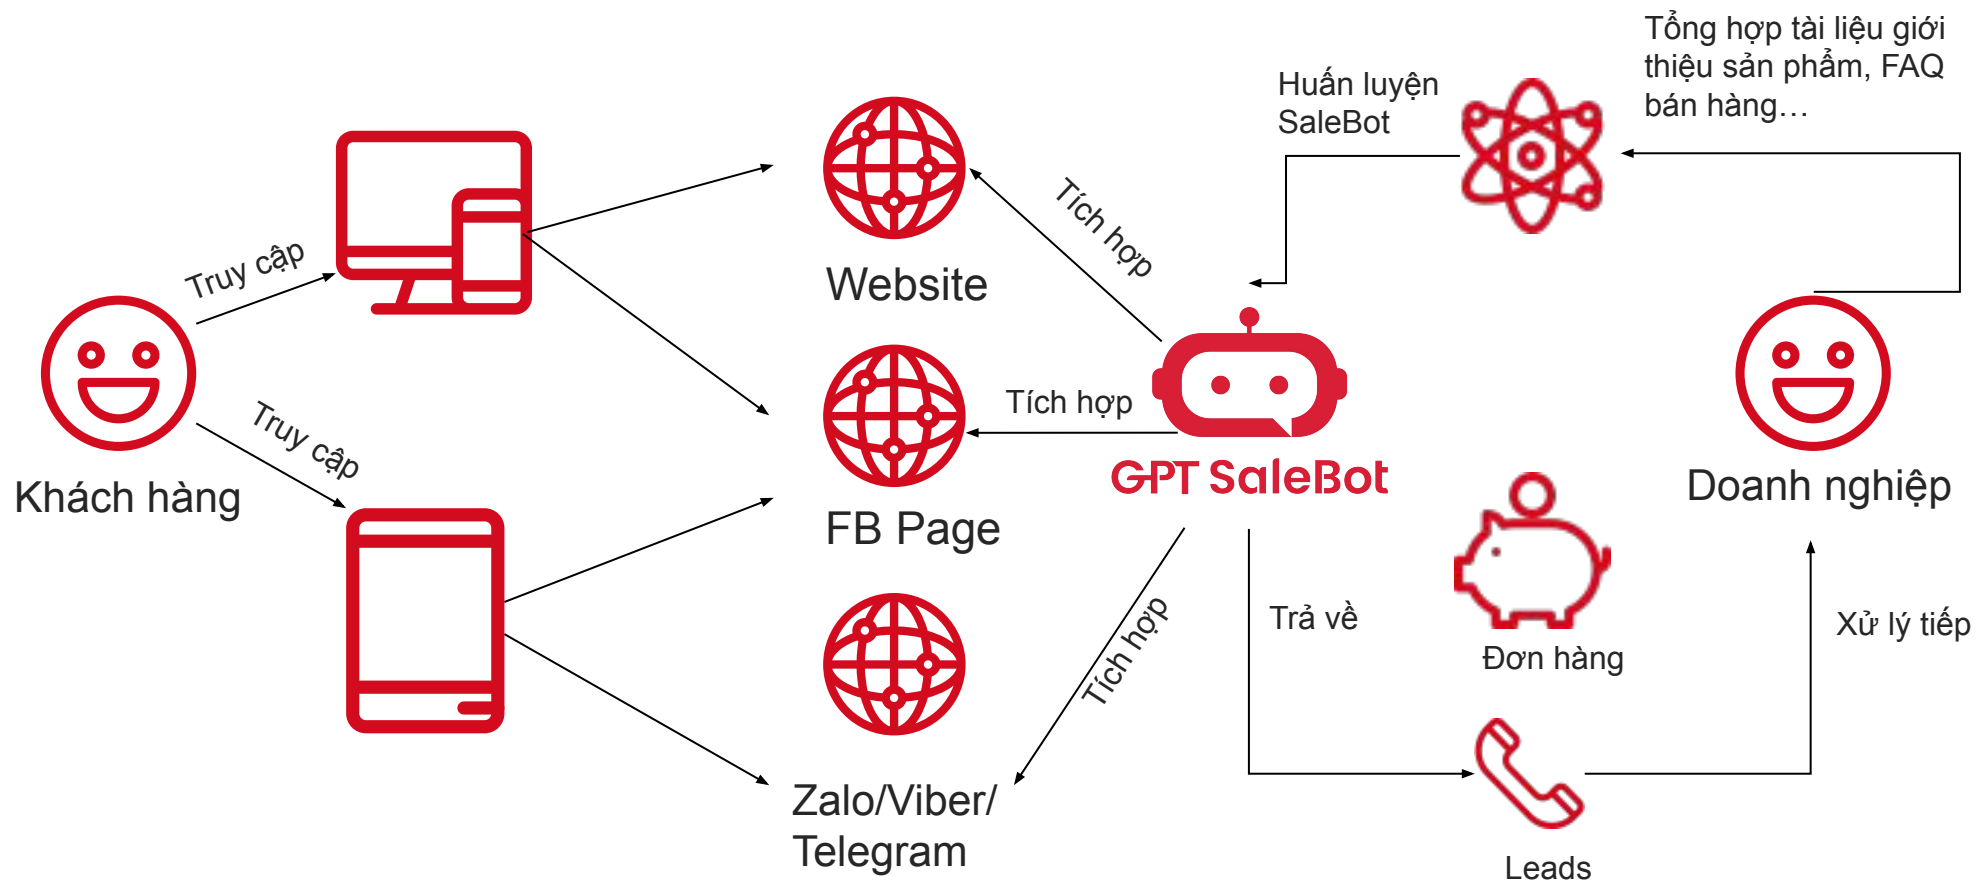 Tổng hợp tài liệu giới
thiệu sản phẩm, FAQ
bán hàng…
Huấn luyện
SaleBot
Tích hợp
Truy cập
Website
Tích hợp
Truy cập
GPT SaleBot
Khách hàng
Doanh nghiệp
FB Page
Tích hợp
Trả về
Xử lý tiếp
Đơn hàng
Zalo/Viber/
Telegram
Leads